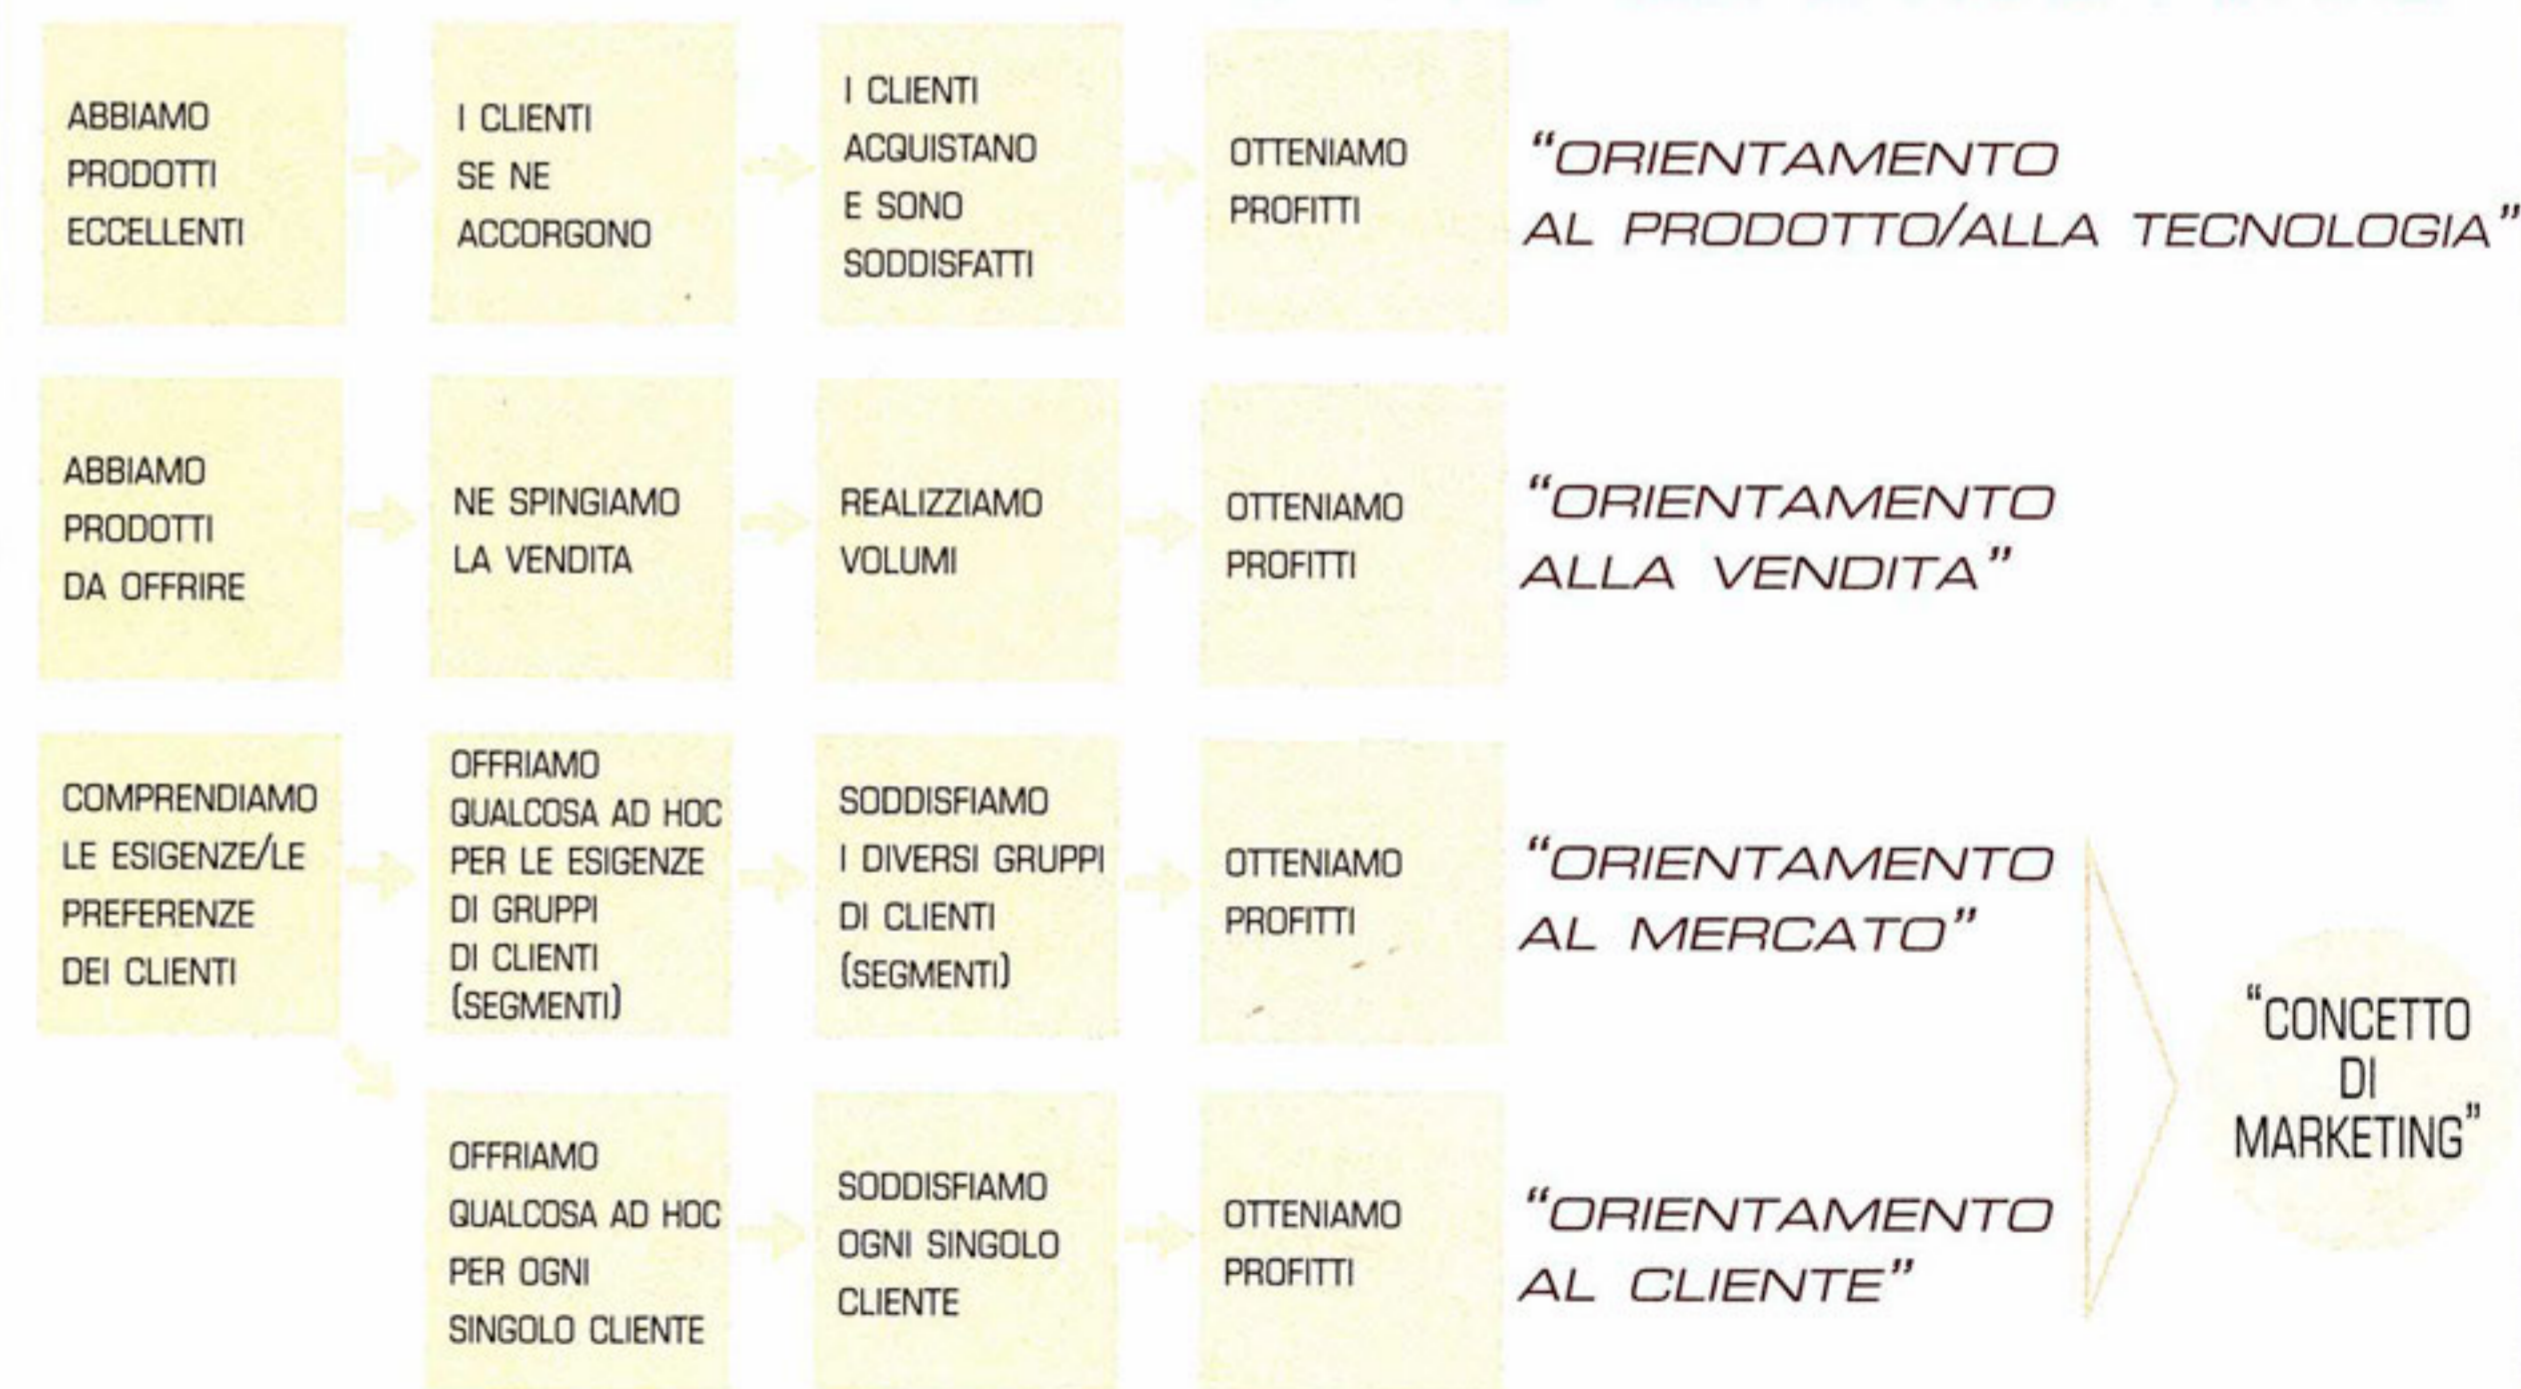 ABBIAMO
PRODOTTI
ECCELLENTI
I CLIENTI
SE NE
ACCORGONO
I CLIENTI
ACQUISTANO
E SONO
SODDISFATTI
OTTENIAMO
PROFITTI
“ORIENTAMENTO
AL PRODOTTO/ALLA TECNOLOGIA”
ABBIAMO
PRODOTTI
DA OFFRIRE
NE SPINGIAMO
LA VENDITA
REALIZZIAMO
VOLUMI
OTTENIAMO
PROFITTI
“ORIENTAMENTO
ALLA VENDITA”
COMPRENDIAMO
LE ESIGENZE/LE
PREFERENZE
DEI CLIENTI
OFFRIAMO
QUALCOSA AD HOC
PER LE ESIGENZE
DI GRUPPI
DI CLIENTI
(SEGMENTI)
SODDISFIAMO
I DIVERSI GRUPPI
DI CLIENTI
(SEGMENTI)
OTTENIAMO
PROFITTI
“ORIENTAMENTO
AL MERCATO”
OFFRIAMO
QUALCOSA AD HOC
PER OGNI
SINGOLO CLIENTE
SODDISFIAMO
OGNI SINGOLO
CLIENTE
OTTENIAMO
PROFITTI
“ORIENTAMENTO
AL CLIENTE”
“CONCETTO
DI
MARKETING”